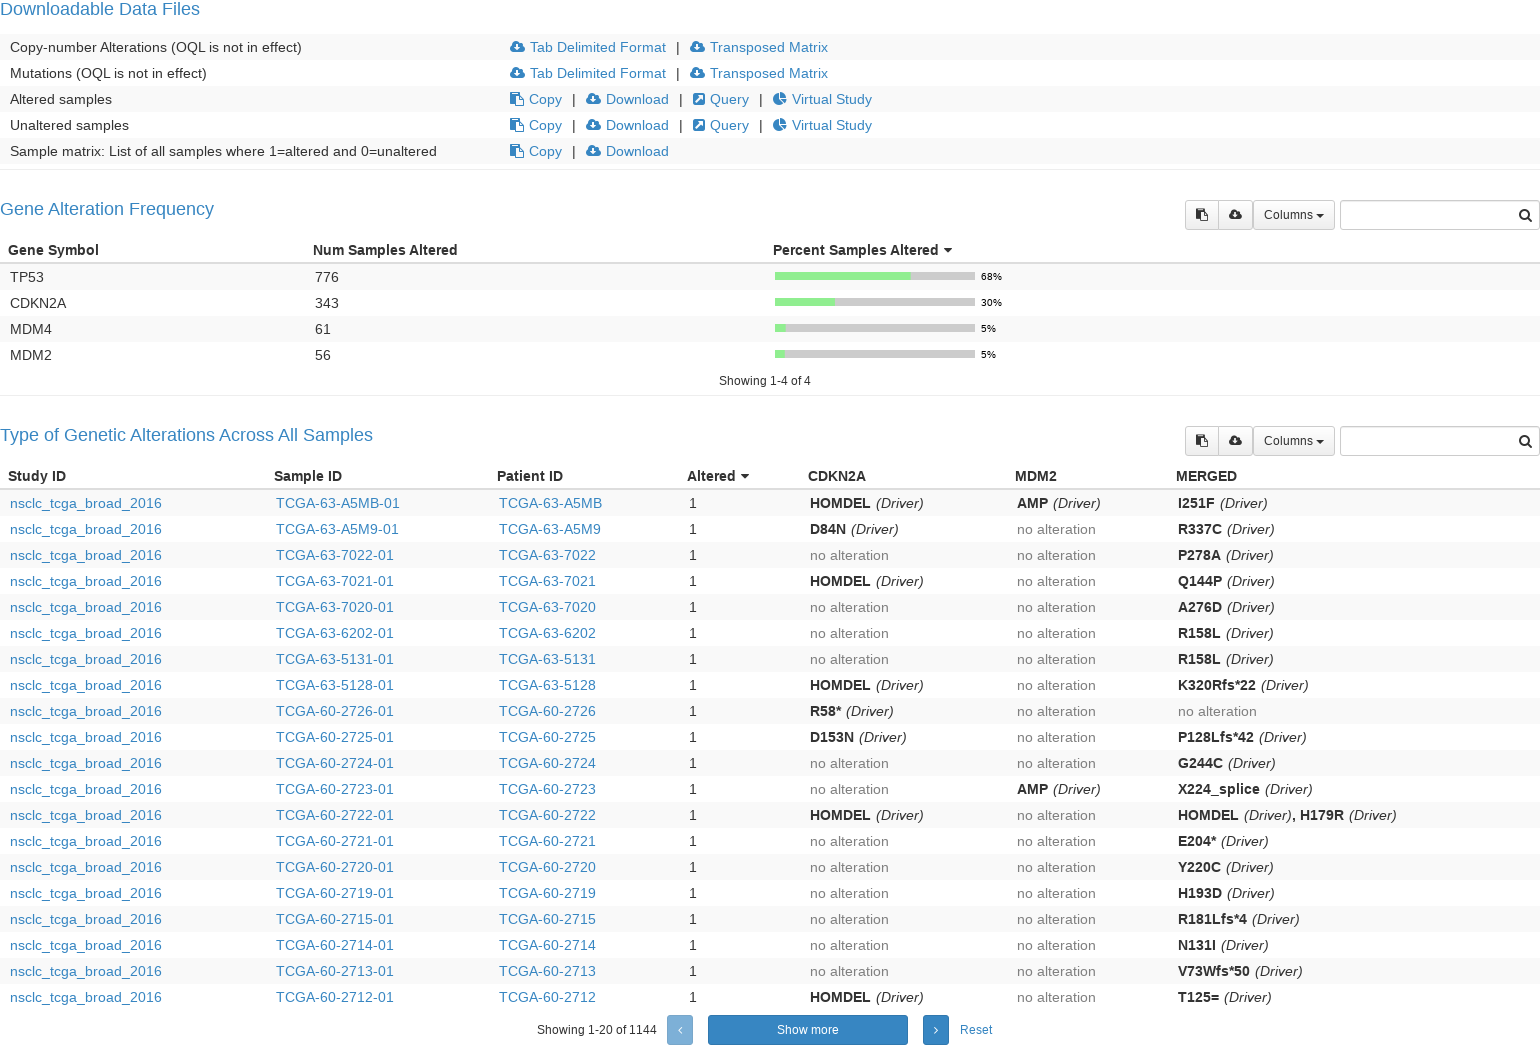 Downloadable Data Files
Copy-number Alterations (OQL is not in effect) Tab Delimited Format | Transposed Matrix
Mutations (OQL is not in effect) Tab Delimited Format | Transposed Matrix
Altered samples Copy | Download | Query | Virtual Study
Unaltered samples Copy | Download | Query | Virtual Study
Sample matrix: List of all samples where 1=altered and 0=unaltered Copy | Download
Gene Alteration Frequency Columns
Gene Symbol Num Samples Altered Percent Samples Altered
TP53 776 68%
CDKN2A 343 30%
MDM4 61 5%
MDM2 56 5%
Showing 1-4 of 4
Type of Genetic Alterations Across All Samples Columns
Study ID Sample ID Patient ID Altered CDKN2A MDM2 MERGED
nsclc_tcga_broad_2016 TCGA-63-A5MB-01 TCGA-63-A5MB 1 HOMDEL (Driver) AMP (Driver) I251F (Driver)
nsclc_tcga_broad_2016 TCGA-63-A5M9-01 TCGA-63-A5M9 1 D84N (Driver) no alteration R337C (Driver)
nsclc_tcga_broad_2016 TCGA-63-7022-01 TCGA-63-7022 1 no alteration no alteration P278A (Driver)
nsclc_tcga_broad_2016 TCGA-63-7021-01 TCGA-63-7021 1 HOMDEL (Driver) no alteration Q144P (Driver)
nsclc_tcga_broad_2016 TCGA-63-7020-01 TCGA-63-7020 1 no alteration no alteration A276D (Driver)
nsclc_tcga_broad_2016 TCGA-63-6202-01 TCGA-63-6202 1 no alteration no alteration R158L (Driver)
nsclc_tcga_broad_2016 TCGA-63-5131-01 TCGA-63-5131 1 no alteration no alteration R158L (Driver)
nsclc_tcga_broad_2016 TCGA-63-5128-01 TCGA-63-5128 1 HOMDEL (Driver) no alteration K320Rfs*22 (Driver)
nsclc_tcga_broad_2016 TCGA-60-2726-01 TCGA-60-2726 1 R58* (Driver) no alteration no alteration
nsclc_tcga_broad_2016 TCGA-60-2725-01 TCGA-60-2725 1 D153N (Driver) no alteration P128Lfs*42 (Driver)
nsclc_tcga_broad_2016 TCGA-60-2724-01 TCGA-60-2724 1 no alteration no alteration G244C (Driver)
nsclc_tcga_broad_2016 TCGA-60-2723-01 TCGA-60-2723 1 no alteration AMP (Driver) X224_splice (Driver)
nsclc_tcga_broad_2016 TCGA-60-2722-01 TCGA-60-2722 1 HOMDEL (Driver) no alteration HOMDEL (Driver), H179R (Driver)
nsclc_tcga_broad_2016 TCGA-60-2721-01 TCGA-60-2721 1 no alteration no alteration E204* (Driver)
nsclc_tcga_broad_2016 TCGA-60-2720-01 TCGA-60-2720 1 no alteration no alteration Y220C (Driver)
nsclc_tcga_broad_2016 TCGA-60-2719-01 TCGA-60-2719 1 no alteration no alteration H193D (Driver)
nsclc_tcga_broad_2016 TCGA-60-2715-01 TCGA-60-2715 1 no alteration no alteration R181Lfs*4 (Driver)
nsclc_tcga_broad_2016 TCGA-60-2714-01 TCGA-60-2714 1 no alteration no alteration N131I (Driver)
nsclc_tcga_broad_2016 TCGA-60-2713-01 TCGA-60-2713 1 no alteration no alteration V73Wfs*50 (Driver)
nsclc_tcga_broad_2016 TCGA-60-2712-01 TCGA-60-2712 1 HOMDEL (Driver) no alteration T125= (Driver)
Showing 1-20 of 1144 Show more Reset